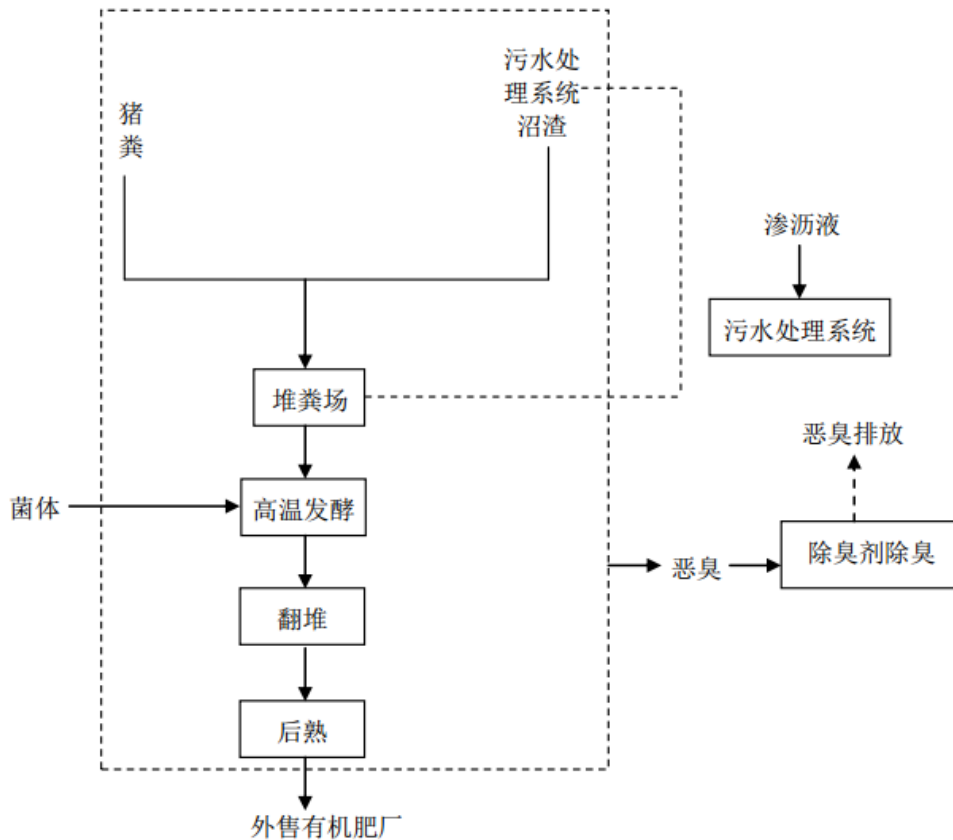 猪
粪
污水处
理系统
沼渣
渗沥液
污水处理系统
堆粪场
恶臭排放
菌体
高温发酵
恶臭
除臭剂除臭
翻堆
后熟
外售有机肥厂